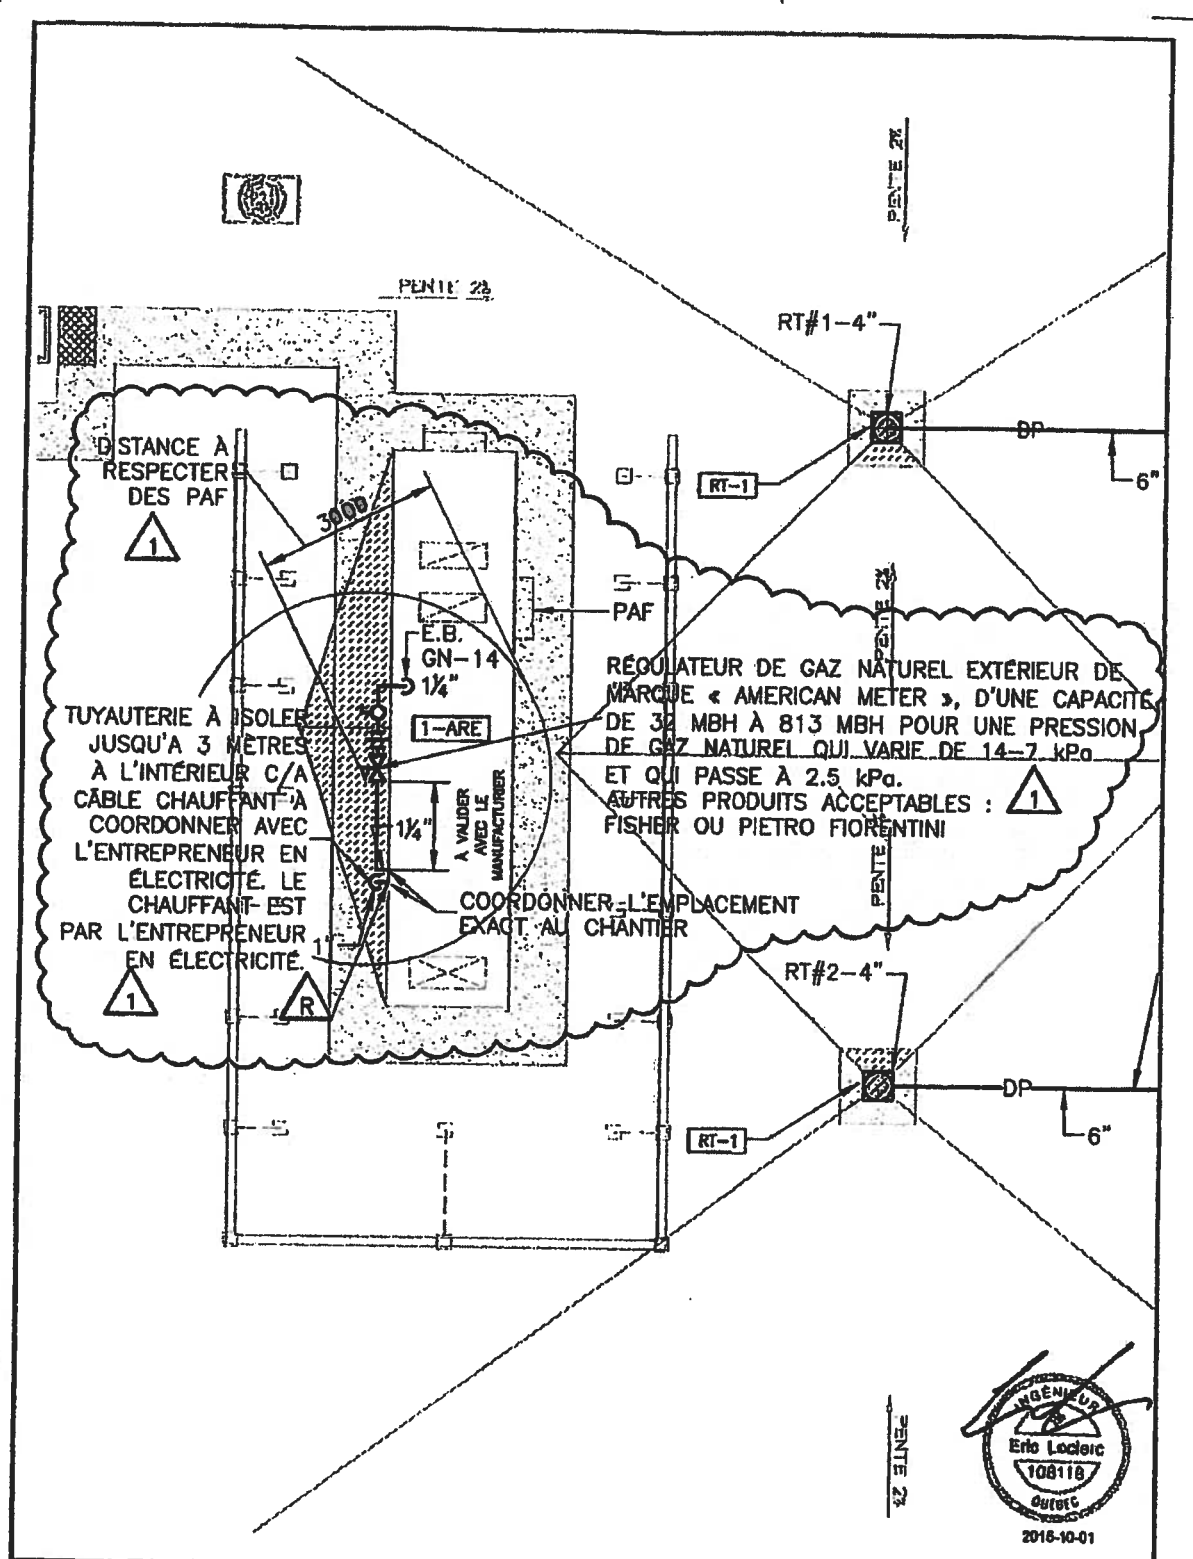 PENTE 2%
PENTE 2%
RT#1-4"
DP
6"
RT-1
DISTANCE À
RESPECTER
DES PAF
1
3000
PAF
PENTE 2%
E.B.
GN-14
1¼"
1-ARE
TUYAUTERIE À ISOLER
JUSQU'A 3 MÈTRES
À L'INTÉRIEUR C/A
CÂBLE CHAUFFANT À
COORDONNER AVEC
L'ENTREPRENEUR EN
ÉLECTRICITÉ. LE
CHAUFFANT EST
PAR L'ENTREPRENEUR
EN ÉLECTRICITÉ.
1
R
1"
1¼"
À VALIDER
AVEC LE
MANUFACTURIER
RÉGULATEUR DE GAZ NATUREL EXTÉRIEUR DE
MARQUE « AMERICAN METER », D'UNE CAPACITÉ
DE 32 MBH À 813 MBH POUR UNE PRESSION
DE GAZ NATUREL QUI VARIE DE 14-7 kPa
ET QUI PASSE À 2.5 kPa.
AUTRES PRODUITS ACCEPTABLES :
FISHER OU PIETRO FIORENTINI
1
COORDONNER L'EMPLACEMENT
EXACT AU CHANTIER
PENTE
RT#2-4"
DP
6"
RT-1
PENTE 2%
INGÉNIEUR
Eric Leclerc
108118
QUÉBEC
2015-10-01